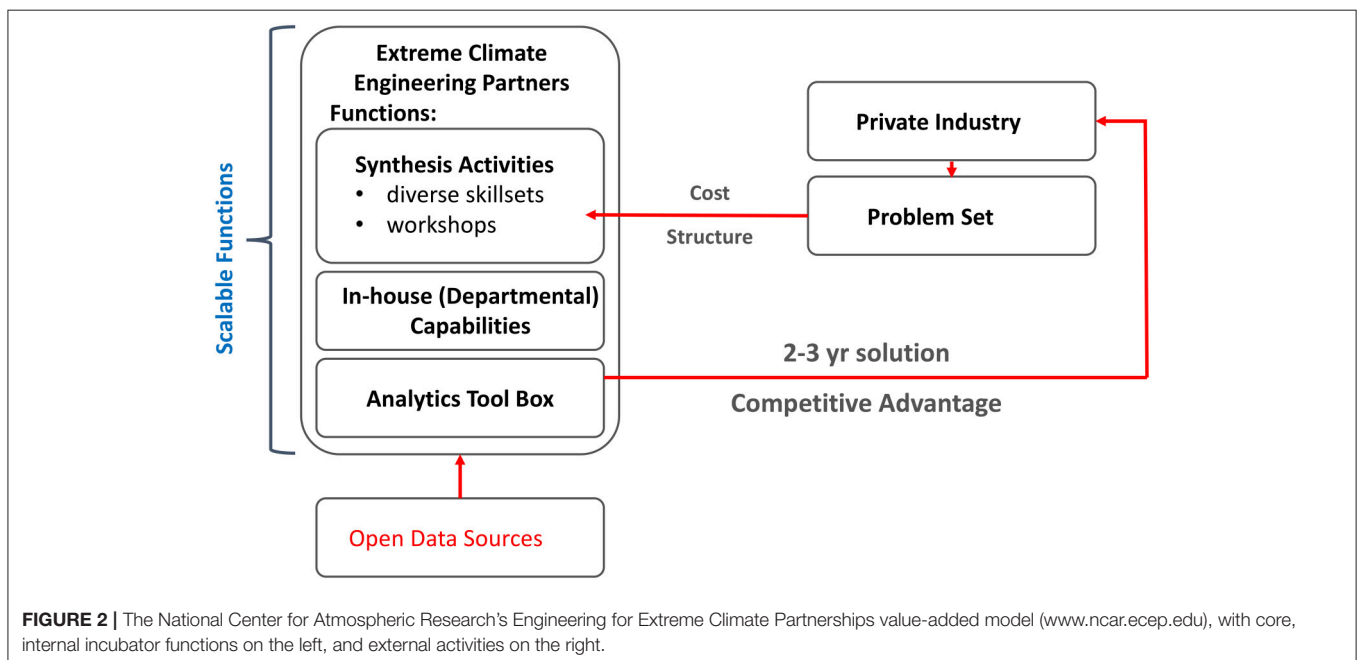 Scalable Functions
Extreme Climate
Engineering Partners
Functions:
Synthesis Activities
• diverse skillsets
• workshops
In-house (Departmental)
Capabilities
Analytics Tool Box
Open Data Sources
Private Industry
Problem Set
Cost
Structure
2-3 yr solution
Competitive Advantage
FIGURE 2 | The National Center for Atmospheric Research's Engineering for Extreme Climate Partnerships value-added model (www.ncar.ecep.edu), with core,
internal incubator functions on the left, and external activities on the right.